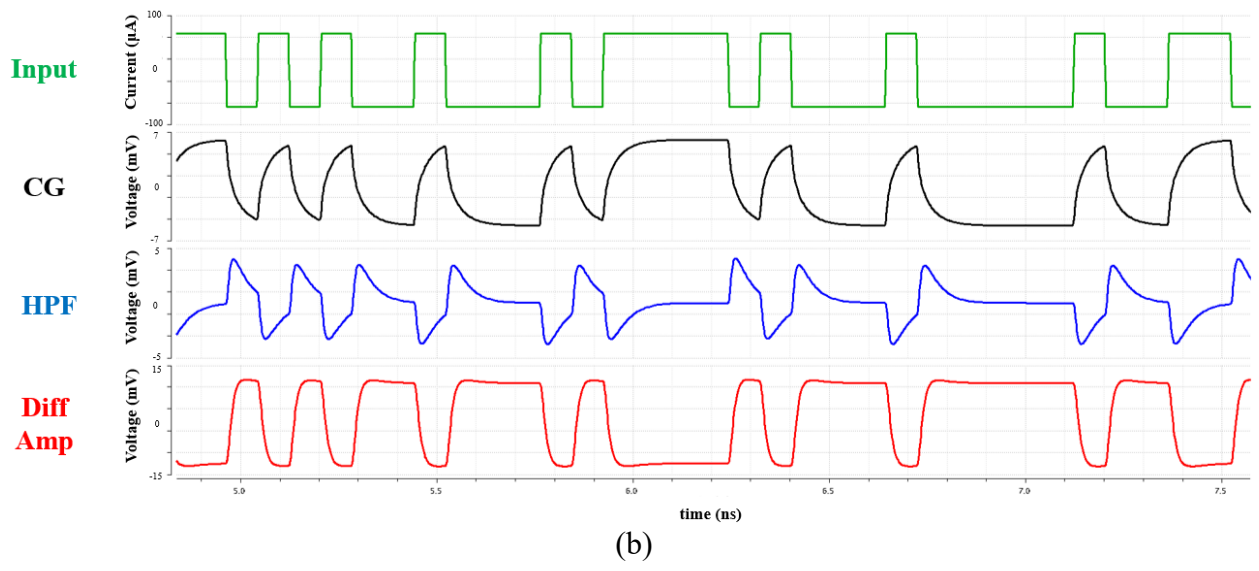 Input
Current (µA)
100
0
-100
CG
Voltage (mV)
7
0
-7
HPF
Voltage (mV)
5
0
-5
Diff
Amp
Voltage (mV)
15
0
-15
5.0 5.5 6.0 6.5 7.0 7.5
time (ns)
(b)